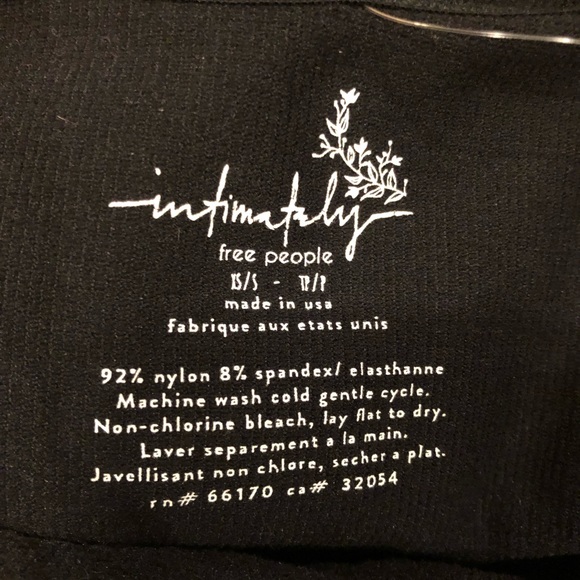 intimately
free people
XS/S - TP/P
made in usa
fabrique aux etats unis
92% nylon 8% spandex/ elasthanne
Machine wash cold gentle cycle.
Non-chlorine bleach, lay flat to dry.
Laver separement a la main.
Javellisant non chlore, secher a plat.
rn# 66170 ca# 32054